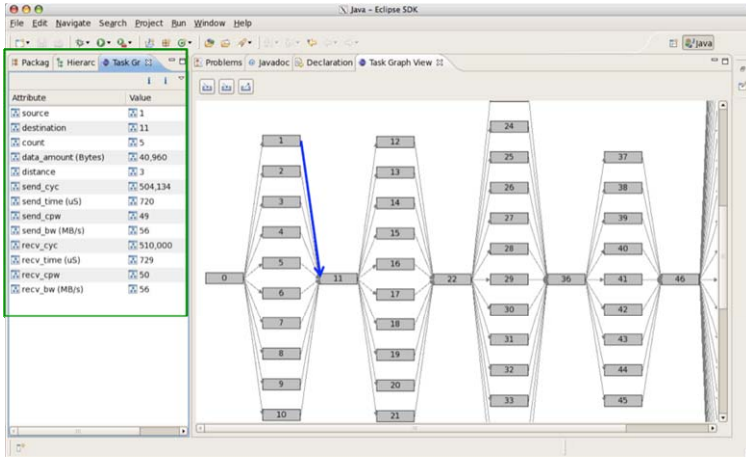 Java - Eclipse SDK
File Edit Navigate Search Project Run Window Help
Java
Packag Hierarc Task Gr
Problems Javadoc Declaration Task Graph View
Attribute Value
source 1
destination 11
count 5
data_amount (Bytes) 40,960
distance 3
send_cyc 504,134
send_time (uS) 720
send_cpw 49
send_bw (MB/s) 56
recv_cyc 510,000
recv_time (uS) 729
recv_cpw 50
recv_bw (MB/s) 56
24
1 12
25 37
2 13
26 38
3 14
27 39
4 15
28 40
5 16
0 11 22 29 36 41 46
6 17
30 42
7 18
31 43
8 19
32 44
9 20
33 45
10 21